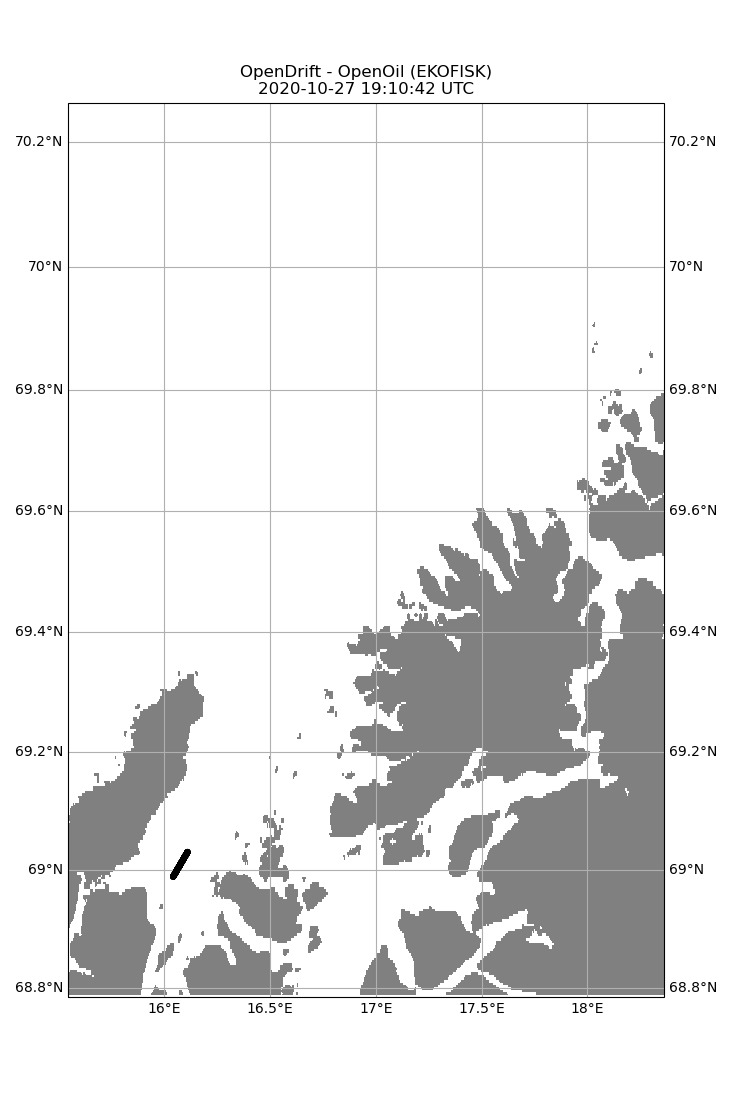 OpenDrift - OpenOil (EKOFISK)
2020-10-27 19:10:42 UTC
70.2°N 70.2°N
70°N 70°N
69.8°N 69.8°N
69.6°N 69.6°N
69.4°N 69.4°N
69.2°N 69.2°N
69°N 69°N
68.8°N 68.8°N
16°E 16.5°E 17°E 17.5°E 18°E